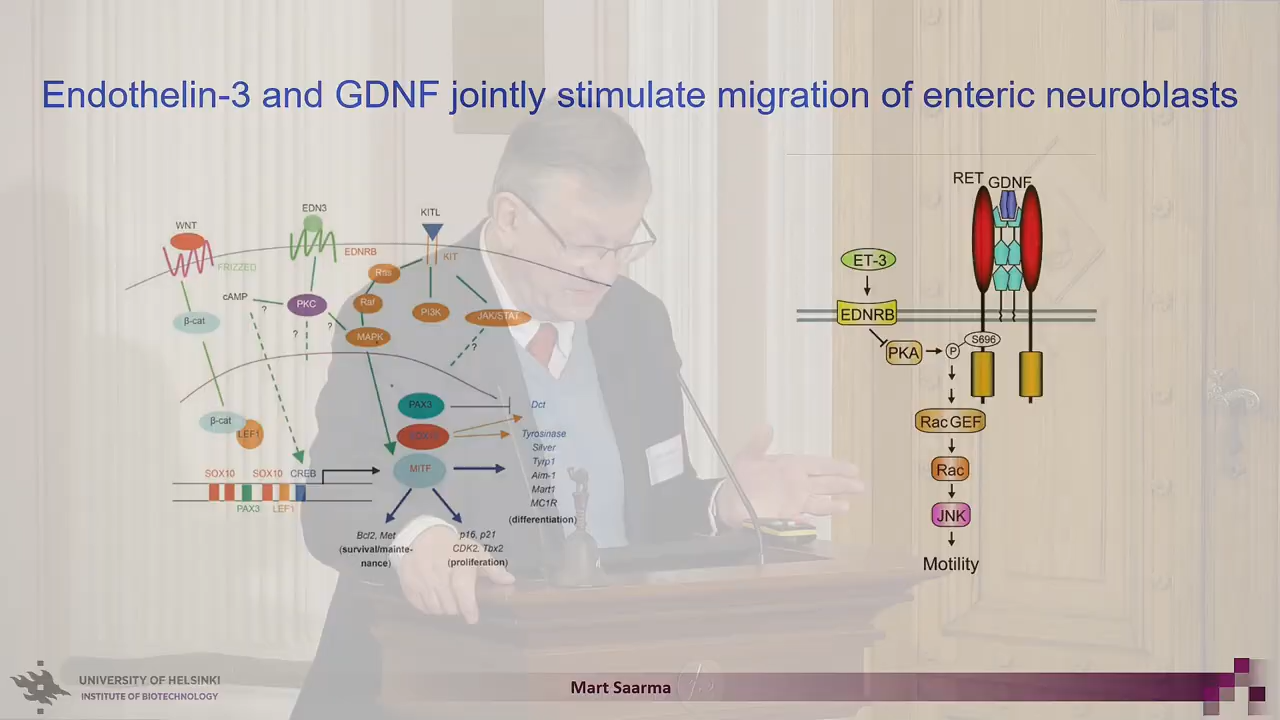 Endothelin-3 and GDNF jointly stimulate migration of enteric neuroblasts
WNT
EDN3
KITL
FRIZZED
EDNRB
KIT
cAMP
?
PKC
?
?
Ras
Raf
MAPK
PI3K
JAK/STAT
?
β-cat
β-cat
LEF1
PAX3
SOX10
MITF
SOX10
SOX10
CREB
PAX3
LEF1
Dct
Tyrosinase
Silver
Tyrp1
Aim-1
Mart1
MC1R
(differentiation)
Bcl2, Met
(survival/mainte-
nance)
p16, p21
CDK2, Tbx2
(proliferation)
RET
GDNF
ET-3
EDNRB
PKA
P
S696
RacGEF
Rac
JNK
Motility
UNIVERSITY OF HELSINKI
INSTITUTE OF BIOTECHNOLOGY
Mart Saarma